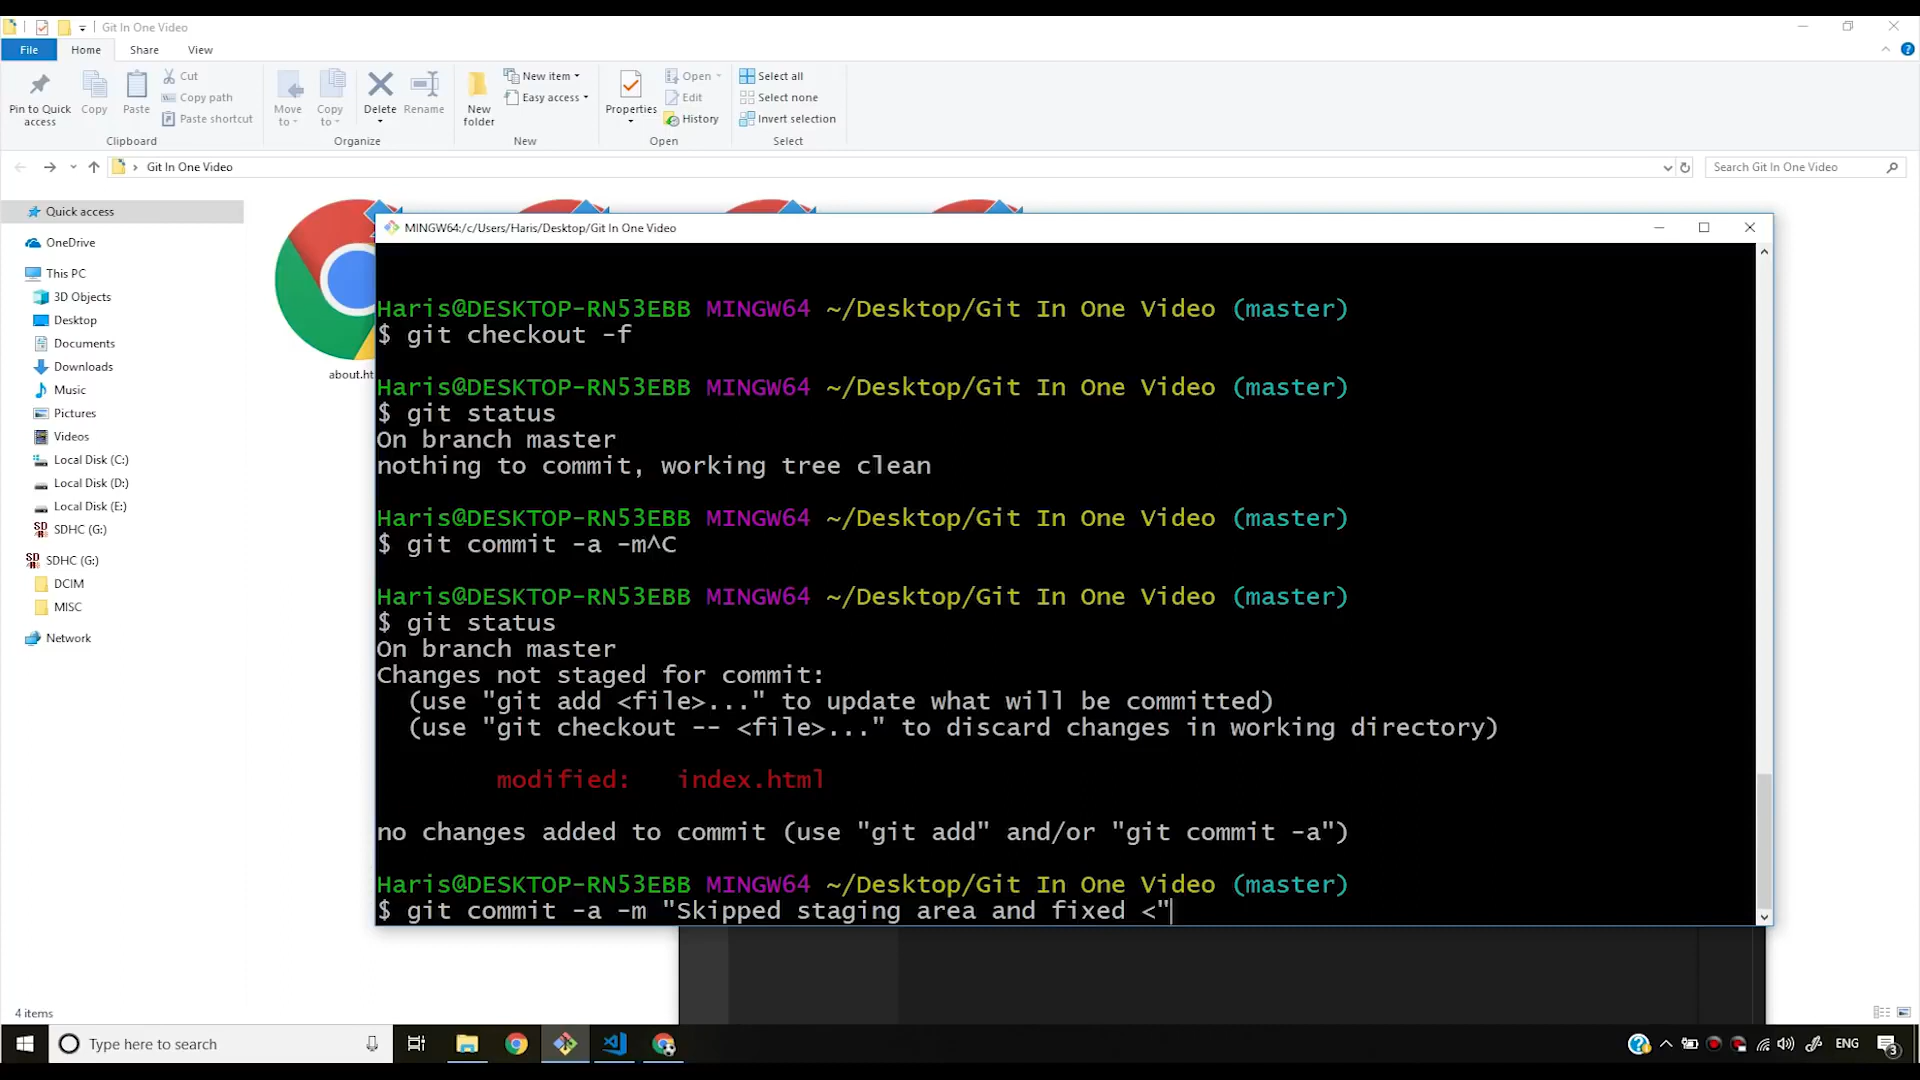 Git In One Video
File Home Share View
Pin to Quick access
Copy
Paste
Cut
Copy path
Paste shortcut
Clipboard
Move to
Copy to
Delete
Rename
Organize
New folder
New item
Easy access
New
Properties
Open
Edit
History
Open
Select all
Select none
Invert selection
Select
Git In One Video
Search Git In One Video
Quick access
OneDrive
This PC
3D Objects
Desktop
Documents
Downloads
Music
Pictures
Videos
Local Disk (C:)
Local Disk (D:)
Local Disk (E:)
SDHC (G:)
SDHC (G:)
DCIM
MISC
Network
about.ht
MINGW64:/c/Users/Haris/Desktop/Git In One Video
Haris@DESKTOP-RN53EBB MINGW64 ~/Desktop/Git In One Video (master)
$ git checkout -f
Haris@DESKTOP-RN53EBB MINGW64 ~/Desktop/Git In One Video (master)
$ git status
On branch master
nothing to commit, working tree clean
Haris@DESKTOP-RN53EBB MINGW64 ~/Desktop/Git In One Video (master)
$ git commit -a -m^C
Haris@DESKTOP-RN53EBB MINGW64 ~/Desktop/Git In One Video (master)
$ git status
On branch master
Changes not staged for commit:
(use "git add <file>..." to update what will be committed)
(use "git checkout -- <file>..." to discard changes in working directory)
modified: index.html
no changes added to commit (use "git add" and/or "git commit -a")
Haris@DESKTOP-RN53EBB MINGW64 ~/Desktop/Git In One Video (master)
$ git commit -a -m "Skipped staging area and fixed <"
4 items
Type here to search
ENG
3